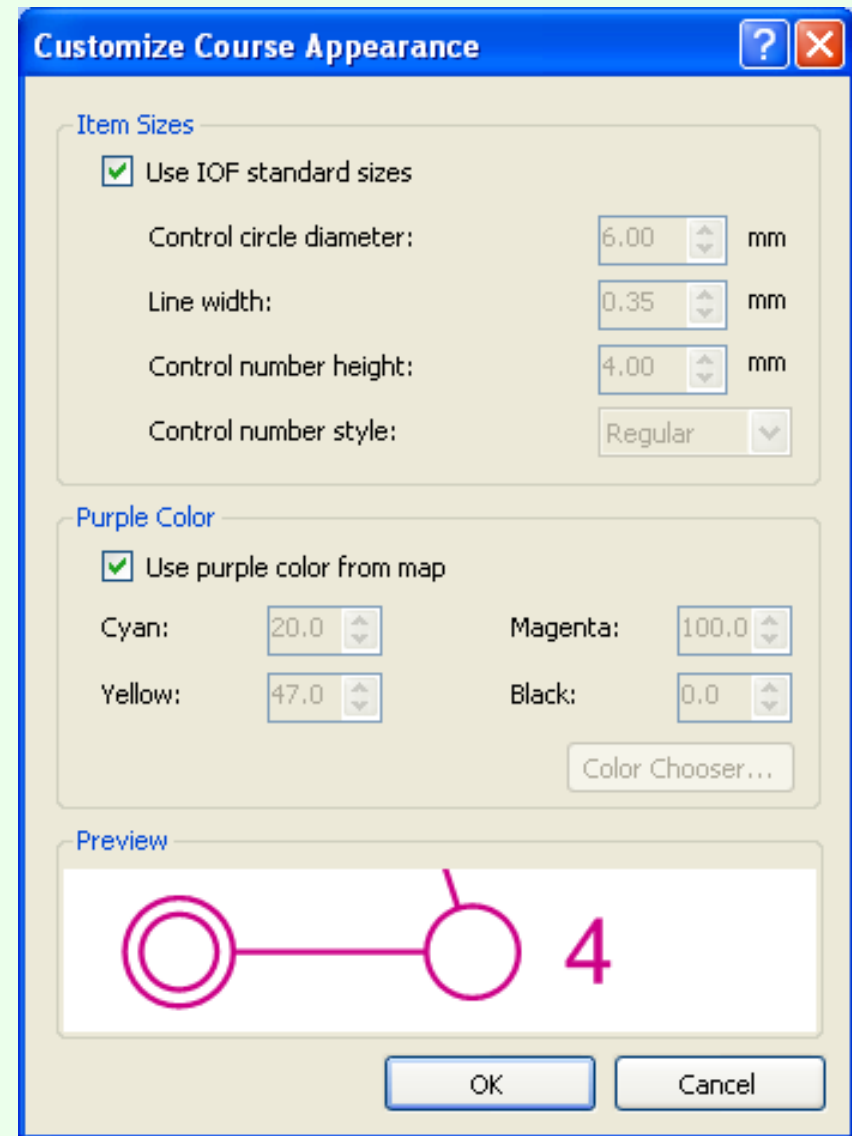 Customize Course Appearance
Item Sizes
Use IOF standard sizes
Control circle diameter: 6.00 mm
Line width: 0.35 mm
Control number height: 4.00 mm
Control number style: Regular
Purple Color
Use purple color from map
Cyan: 20.0 Magenta: 100.0
Yellow: 47.0 Black: 0.0
Color Chooser...
Preview
4
OK Cancel